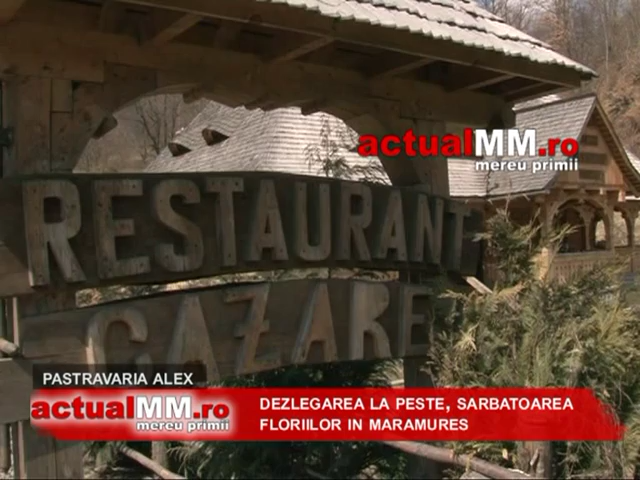 actualMM.ro
mereu primii
RESTAURANT
CAZARE
PASTRAVARIA ALEX
actualMM.ro
mereu primii
DEZLEGAREA LA PESTE, SARBATOAREA
FLORIILOR IN MARAMURES